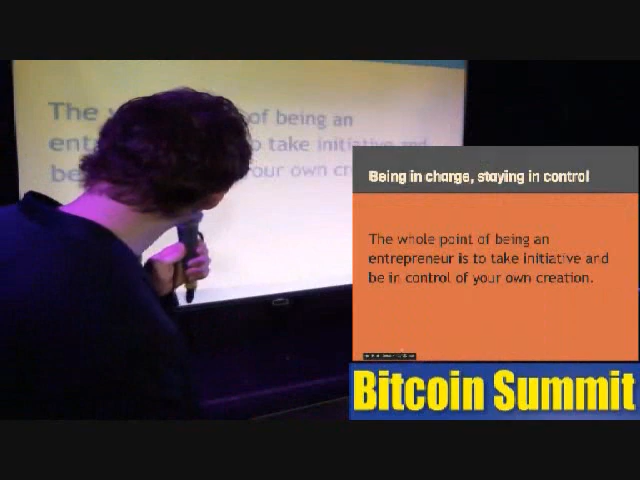 The of being an
to take initiative and
be your own
Being in charge, staying in control
The whole point of being an
entrepreneur is to take initiative and
be in control of your own creation.
Bitcoin Summit